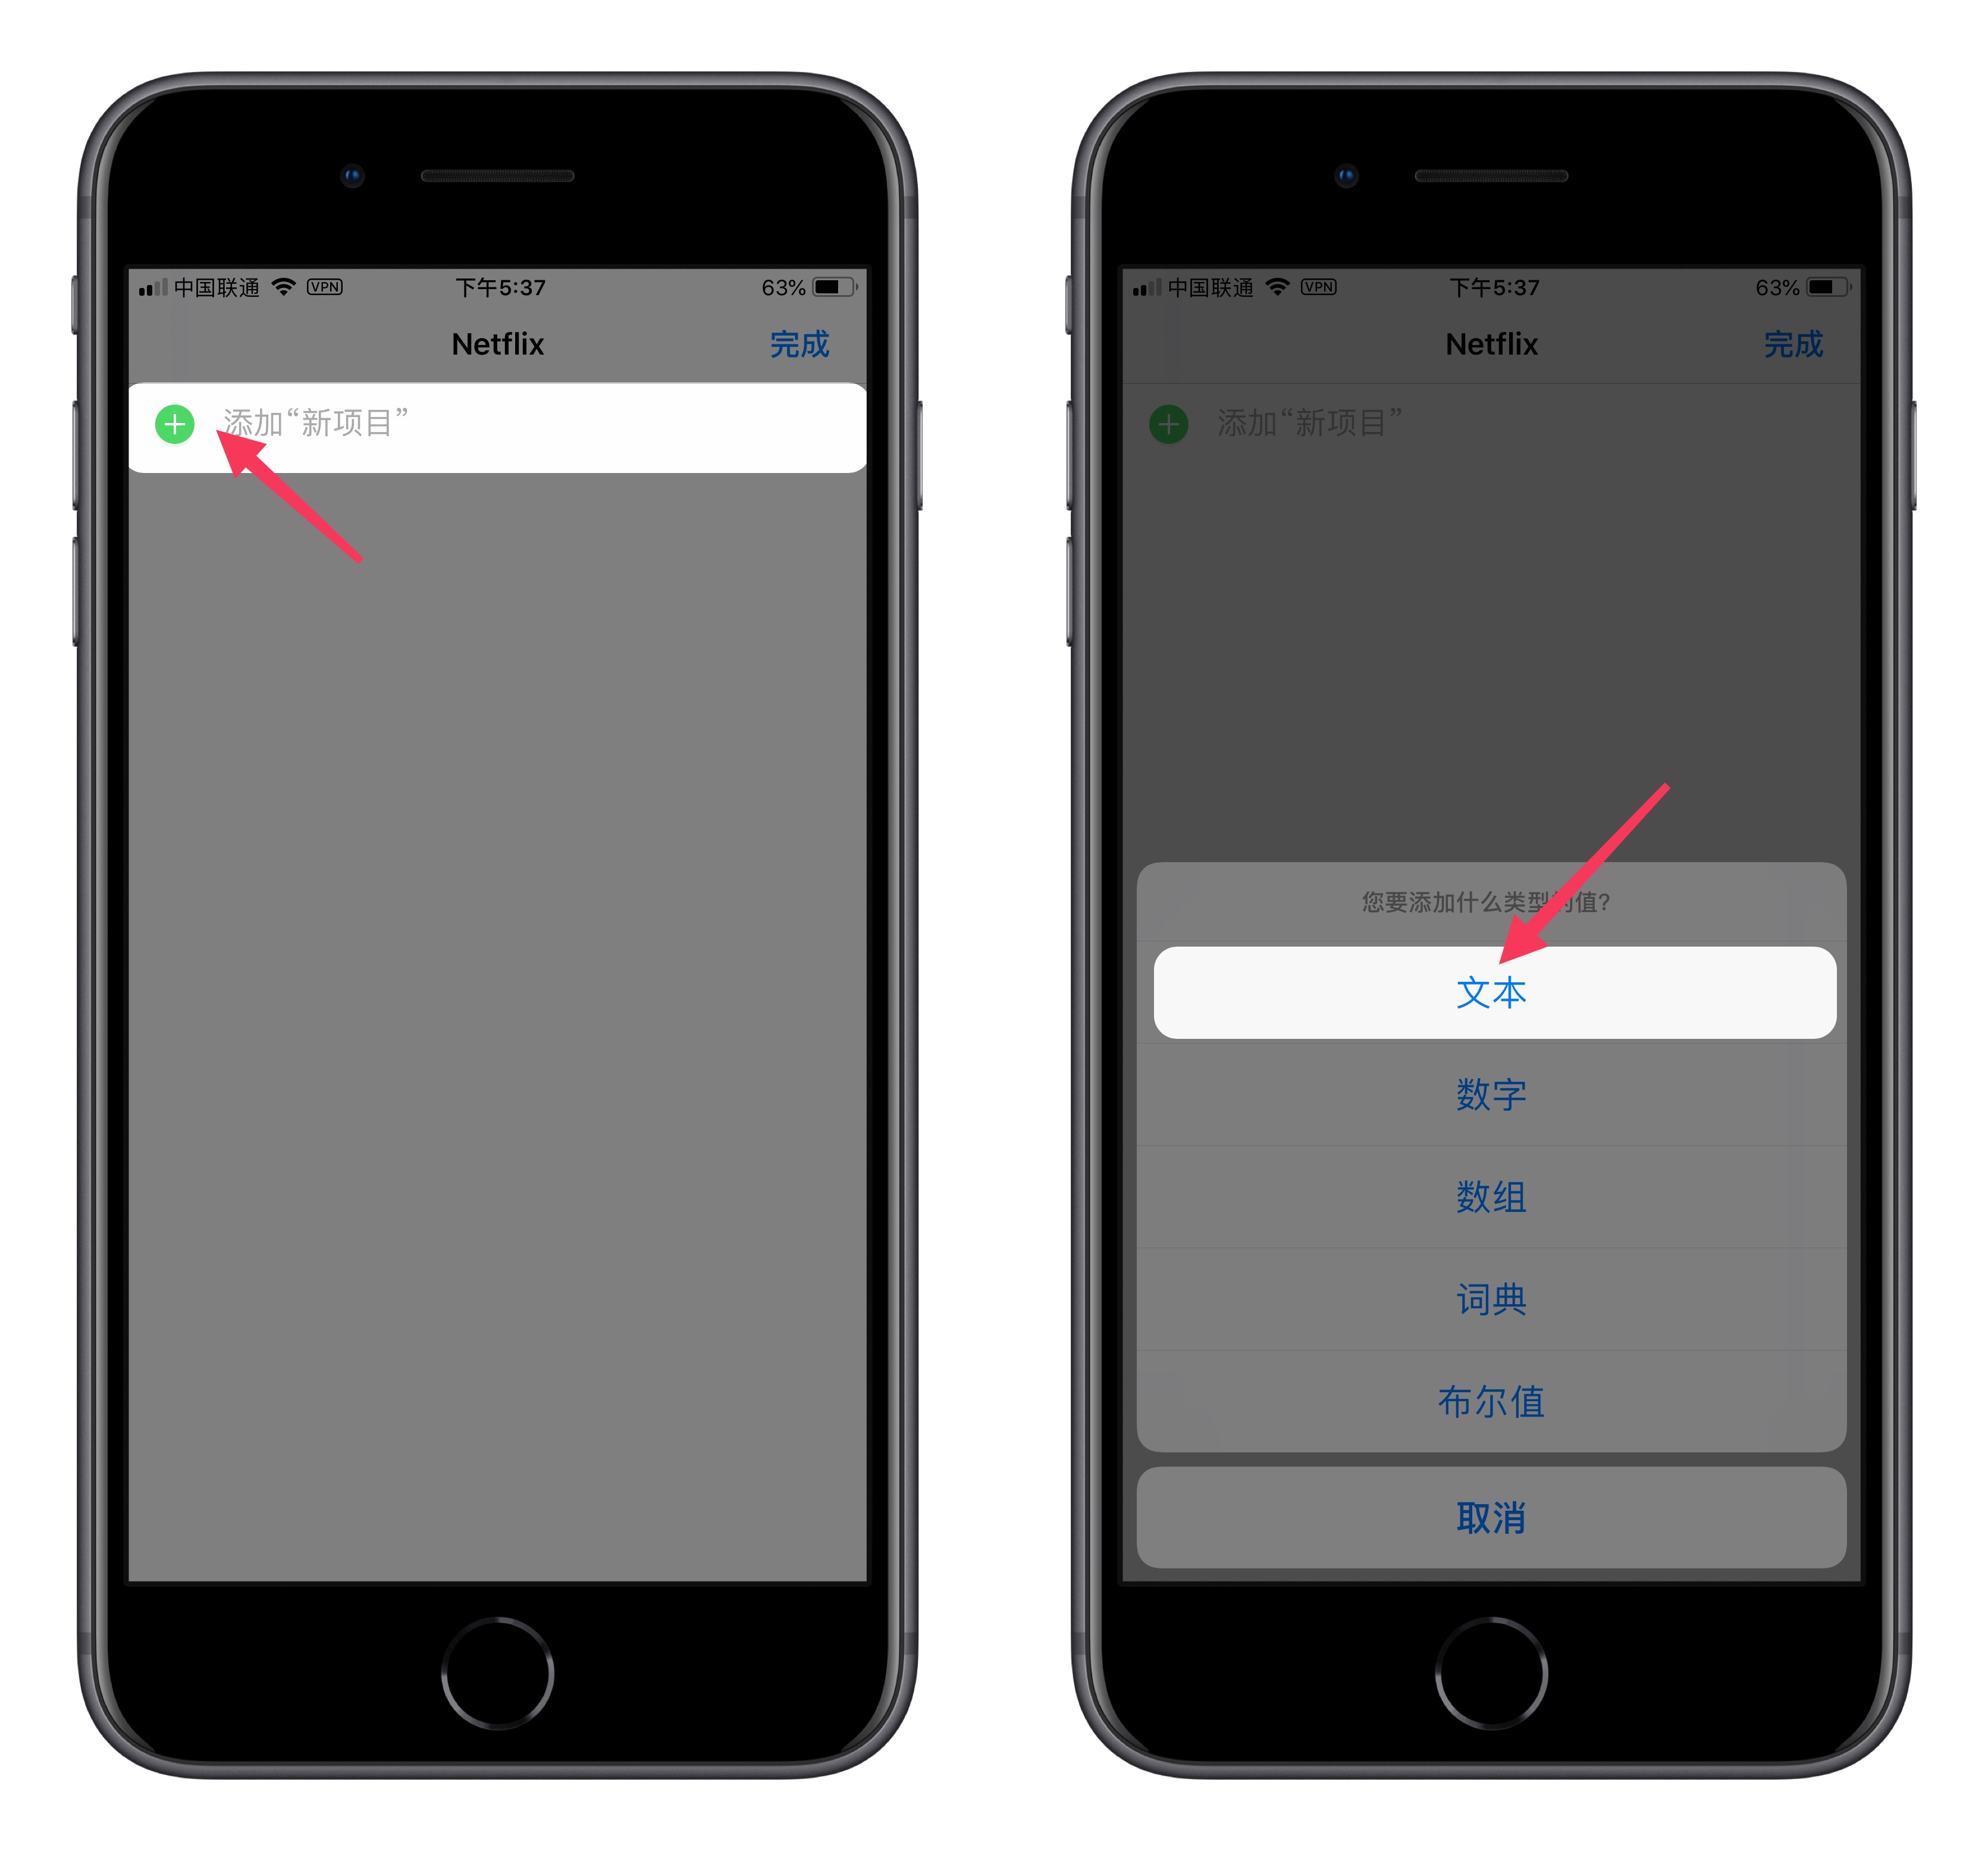 中国联通 VPN 下午5:37 63%
Netflix 完成
添加“新项目”
中国联通 VPN 下午5:37 63%
Netflix 完成
添加“新项目”
您要添加什么类型的值?
文本
数字
数组
词典
布尔值
取消